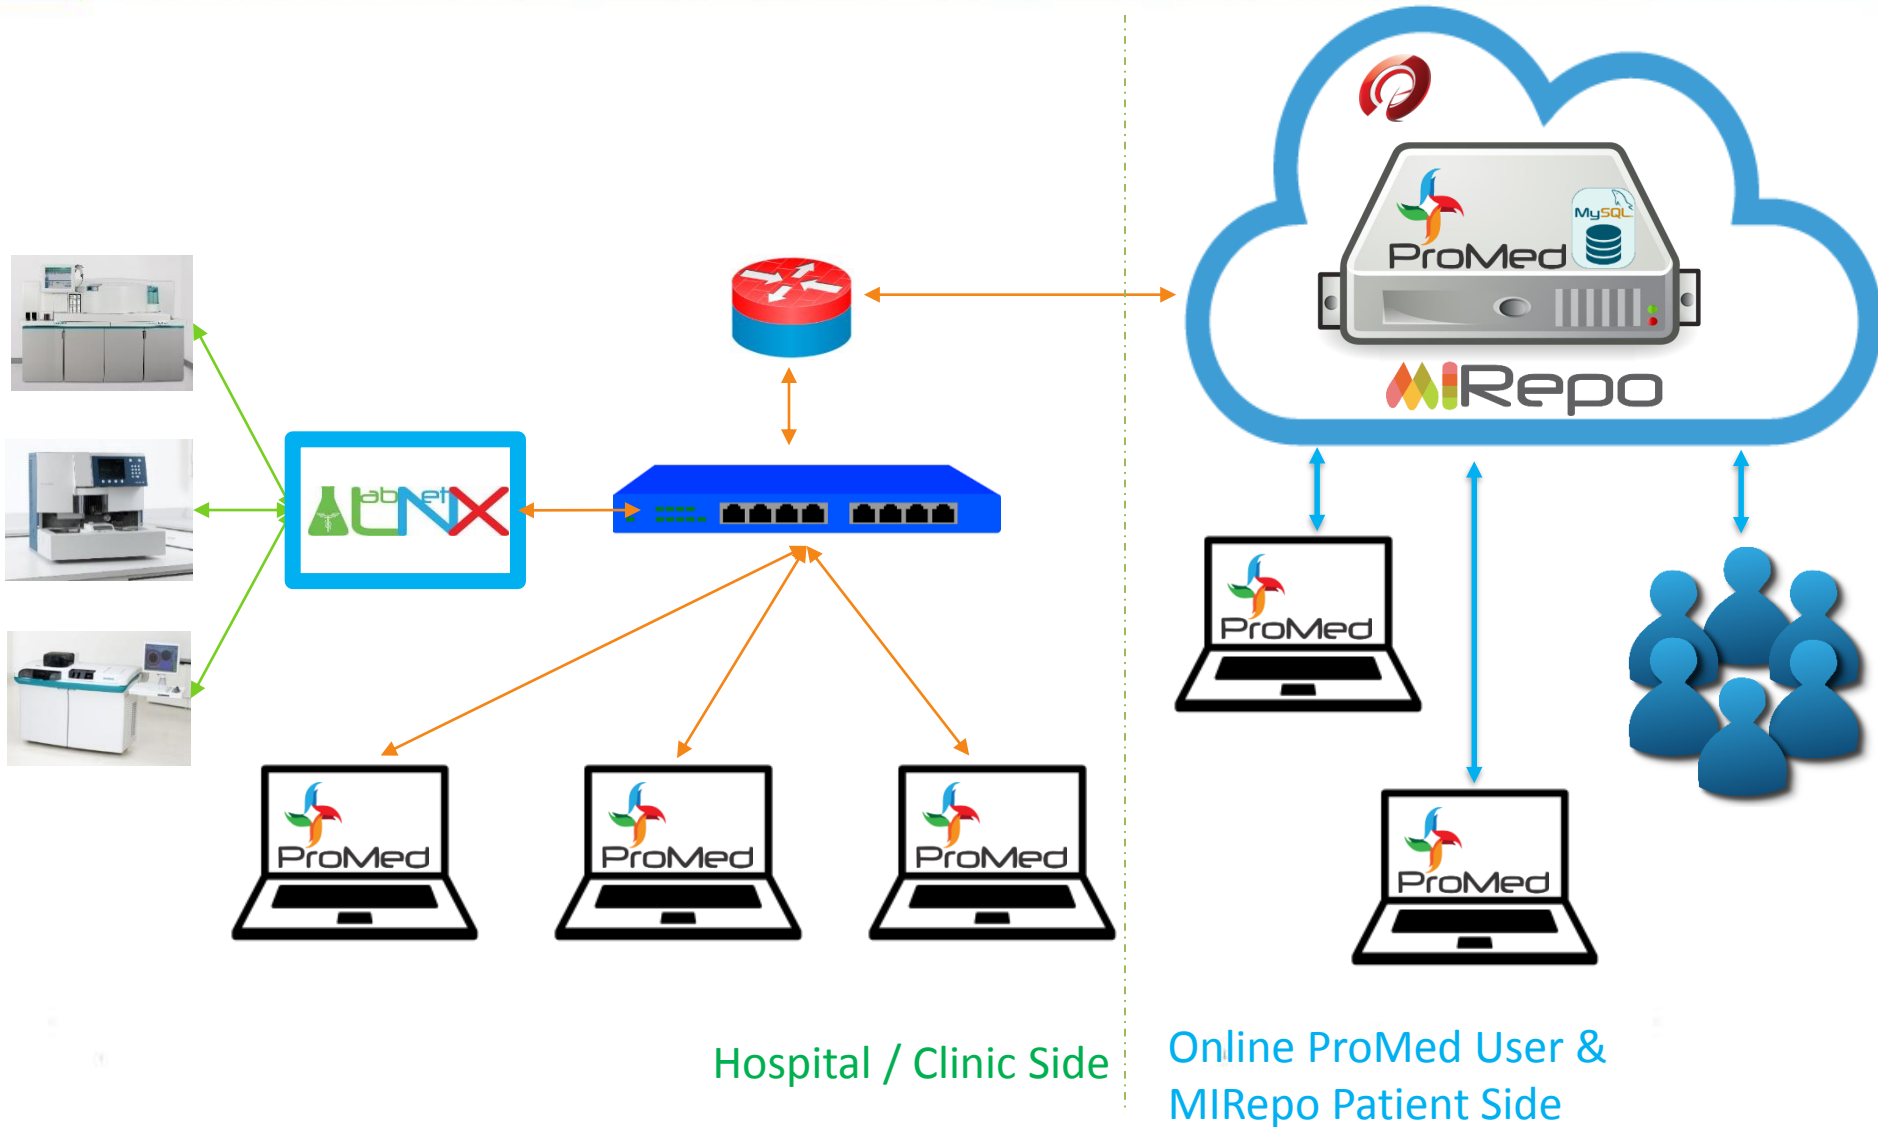 ProMed
MySQL
MIRepo
LabNetX
ProMed
ProMed
ProMed
ProMed
ProMed
Hospital / Clinic Side
Online ProMed User &
MIRepo Patient Side